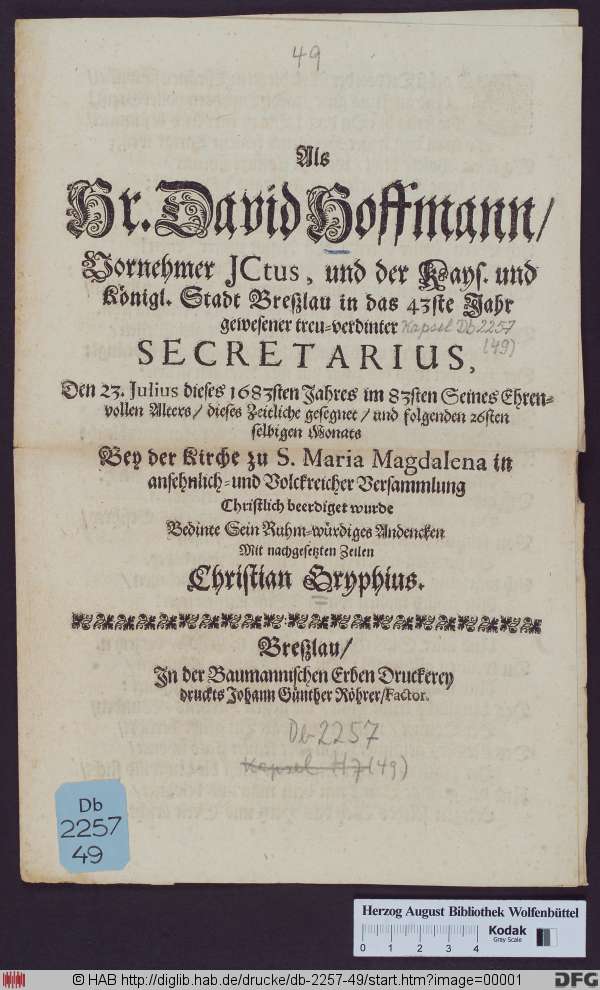 49
Als
Hr. David Hoffmann/
Vornehmer JCtus, und der Kays. und
Königl. Stadt Breßlau in das 43ste Jahr
gewesener treu-verdinter Kapsel Db 2257
(49)
SECRETARIUS,
Den 23. Julius dieses 1683sten Jahres im 83sten Seines Ehren-
vollen Alters/ dieses Zeitliche gesegnet/ und folgenden 26sten
selbigen Monats
Bey der Kirche zu S. Maria Magdalena in
ansehnlich- und Volckreicher Versammlung
Christlich beerdiget wurde
Bedinte Sein Ruhm-würdiges Andencken
Mit nachgesetzten Zeilen
Christian Gryphius.
Breßlau/
In der Baumannischen Erben Druckerey
druckts Johann Günther Röhrer/Factor.
Db 2257
Kapsel H7(49)
Db
2257
49
Herzog August Bibliothek Wolfenbüttel
0 1 2 3 4
Kodak
Gray Scale
© HAB http://diglib.hab.de/drucke/db-2257-49/start.htm?image=00001
DFG